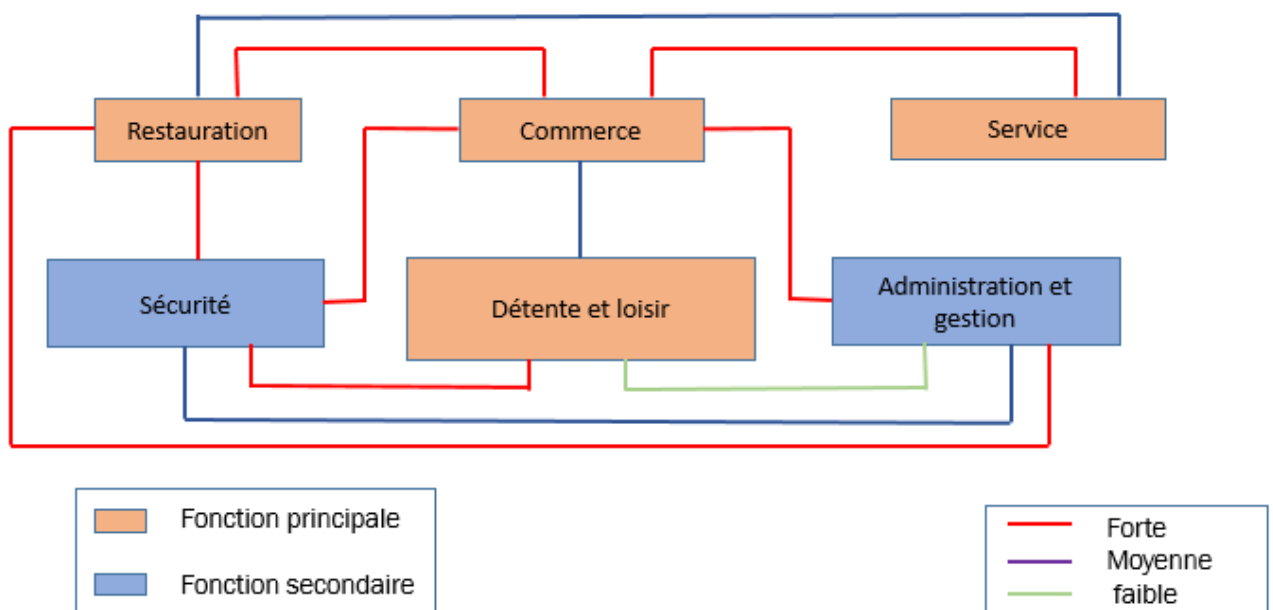 Restauration
Commerce
Service
Sécurité
Détente et loisir
Administration et
gestion
Fonction principale
Fonction secondaire
Forte
Moyenne
faible